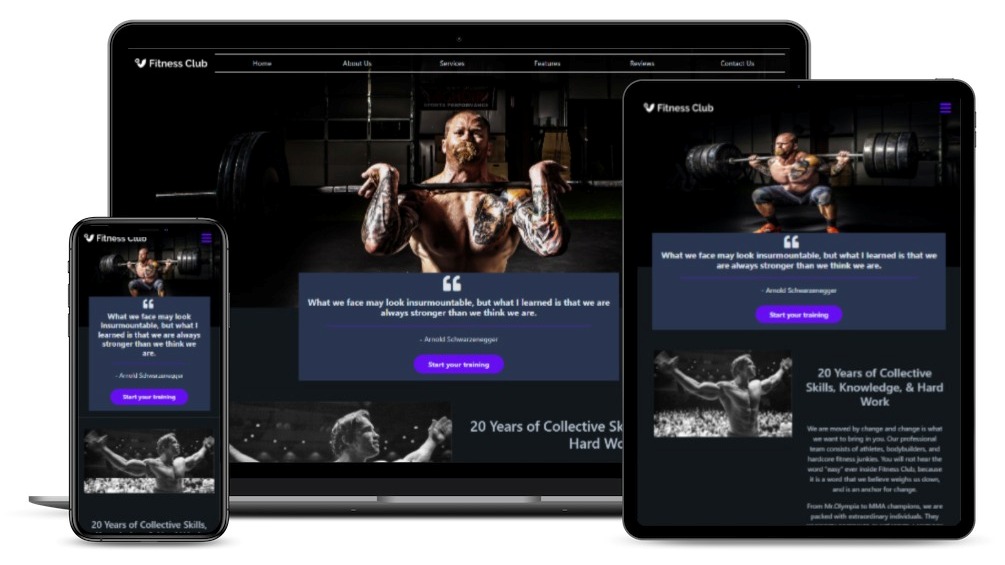 Fitness Club
Home
About Us
Services
Features
Reviews
Contact Us
What we face may look insurmountable, but what I learned is that we are
always stronger than we think we are.
- Arnold Schwarzenegger
Start your training
20 Years of Collective Sk
Hard Wo
Fitness Club
What we face may look
insurmountable, but what I
learned is that we are always
stronger than we think we
are.
- Arnold Schwarzenegger
Start your training
20 Years of Collective Skills,
Fitness Club
What we face may look insurmountable, but what I learned is that we
are always stronger than we think we are.
- Arnold Schwarzenegger
Start your training
20 Years of Collective
Skills, Knowledge, & Hard
Work
We are moved by change and change is what
we want to bring in you. Our professional
team consists of athletes, bodybuilders, and
hardcore fitness junkies. You will not hear the
word "easy" even inside Fitness Club, because
it is a word that we believe weighs us down,
and is an anchor for change.
From Mr.Olympia to MMA champions, we are
packed with extraordinary individuals. They